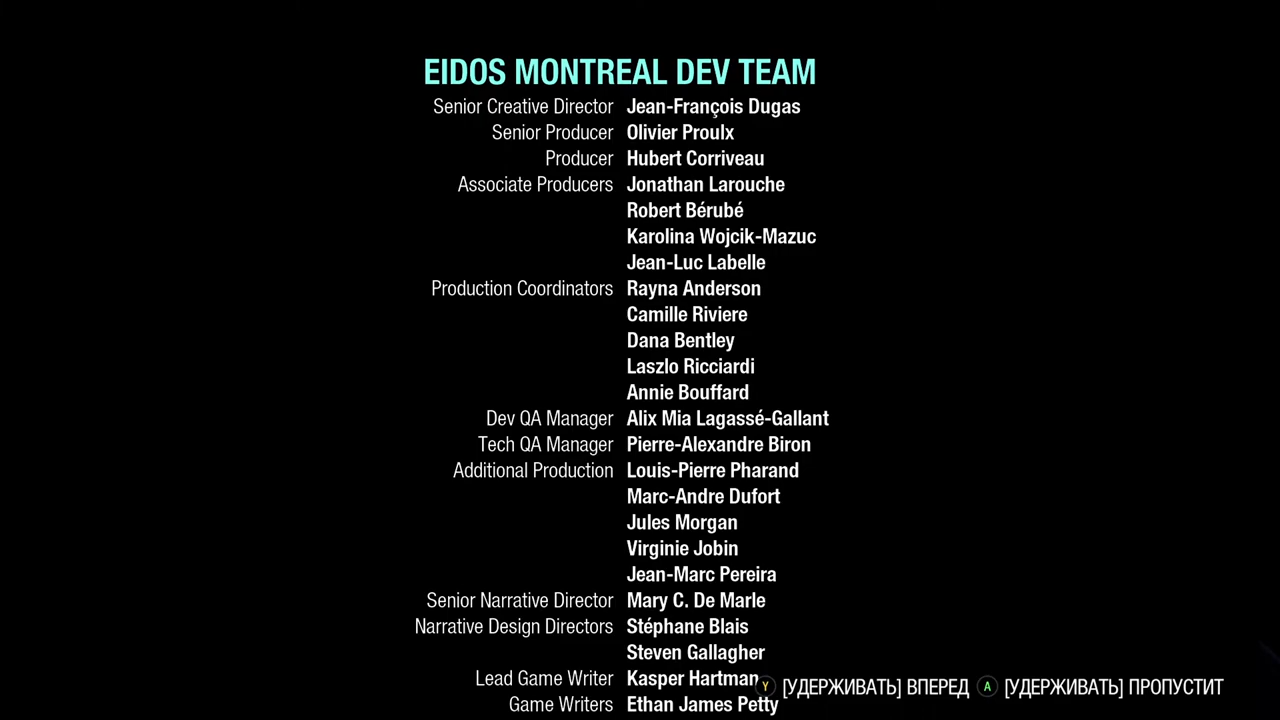 EIDOS MONTREAL DEV TEAM
Senior Creative Director Jean-François Dugas
Senior Producer Olivier Proulx
Producer Hubert Corriveau
Associate Producers Jonathan Larouche
Robert Bérubé
Karolina Wojcik-Mazuc
Jean-Luc Labelle
Production Coordinators Rayna Anderson
Camille Riviere
Dana Bentley
Laszlo Ricciardi
Annie Bouffard
Dev QA Manager Alix Mia Lagassé-Gallant
Tech QA Manager Pierre-Alexandre Biron
Additional Production Louis-Pierre Pharand
Marc-Andre Dufort
Jules Morgan
Virginie Jobin
Jean-Marc Pereira
Senior Narrative Director Mary C. De Marle
Narrative Design Directors Stéphane Blais
Steven Gallagher
Lead Game Writer Kasper Hartman
Y [УДЕРЖИВАТЬ] ВПЕРЕД A [УДЕРЖИВАТЬ] ПРОПУСТИТ
Game Writers Ethan James Petty